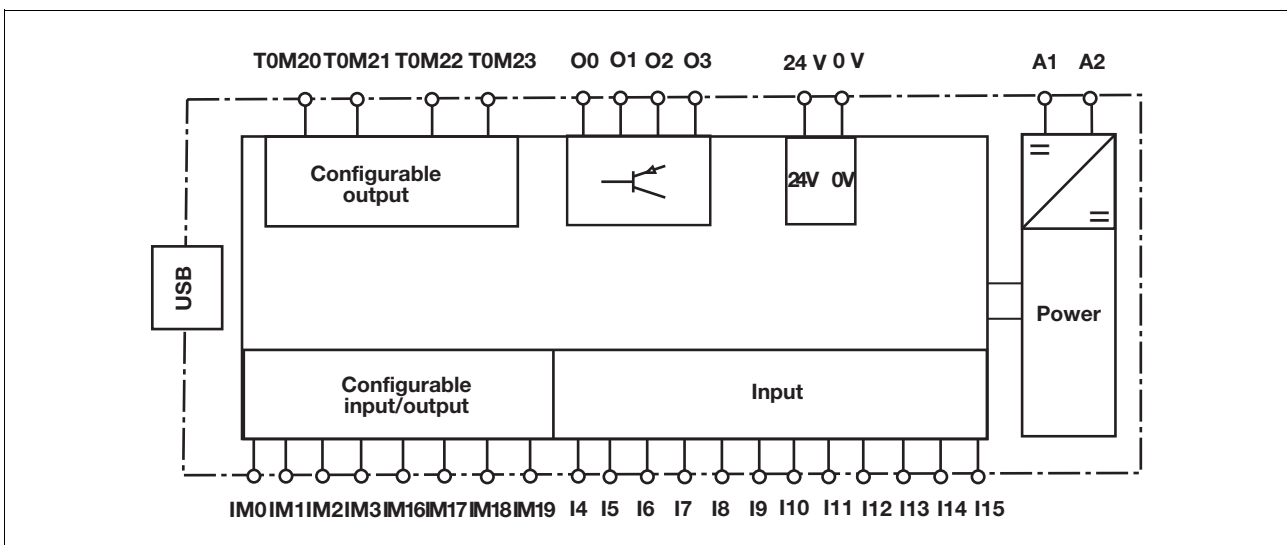 T0M20 T0M21 T0M22 T0M23 O0 O1 O2 O3 24 V 0 V A1 A2
Configurable
output
24V 0V
USB
Power
Configurable
input/output
Input
IM0 IM1 IM2 IM3 IM16 IM17 IM18 IM19 I4 I5 I6 I7 I8 I9 I10 I11 I12 I13 I14 I15